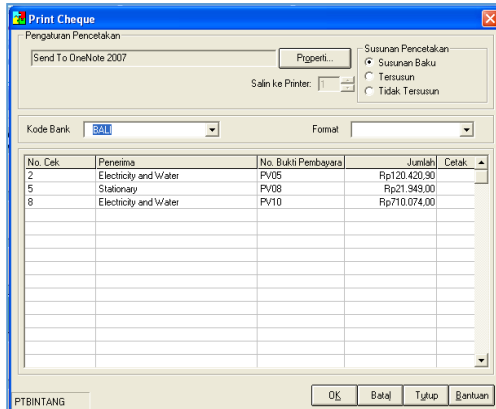 Print Cheque
Pengaturan Pencetakan
Send To OneNote 2007
Properti...
Salin ke Printer: 1
Susunan Pencetakan
Susunan Baku
Tersusun
Tidak Tersusun
Kode Bank BALI Format
No. Cek Penerima No. Bukti Pembayara Jumlah Cetak
2 Electricity and Water PV05 Rp120.420,90
5 Stationary PV08 Rp21.949,00
8 Electricity and Water PV10 Rp710.074,00
PTBINTANG
OK Batal Tutup Bantuan